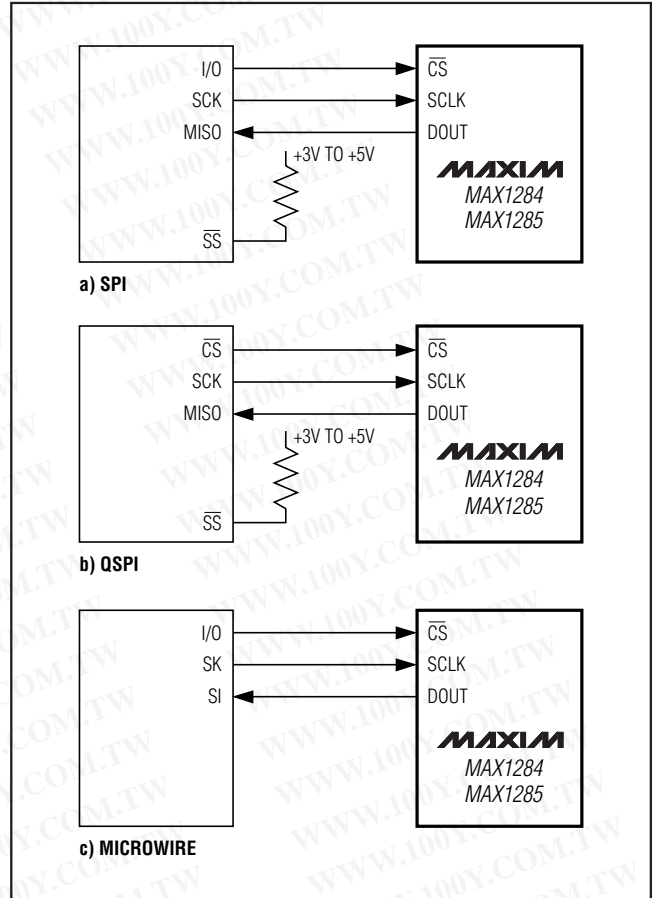 I/O
CS
SCK
SCLK
MISO
DOUT
+3V TO +5V
SS
MAXIM
MAX1284
MAX1285
a) SPI
CS
CS
SCK
SCLK
MISO
DOUT
+3V TO +5V
SS
MAXIM
MAX1284
MAX1285
b) QSPI
I/O
CS
SK
SCLK
SI
DOUT
MAXIM
MAX1284
MAX1285
c) MICROWIRE
WWW.100Y.COM.TW